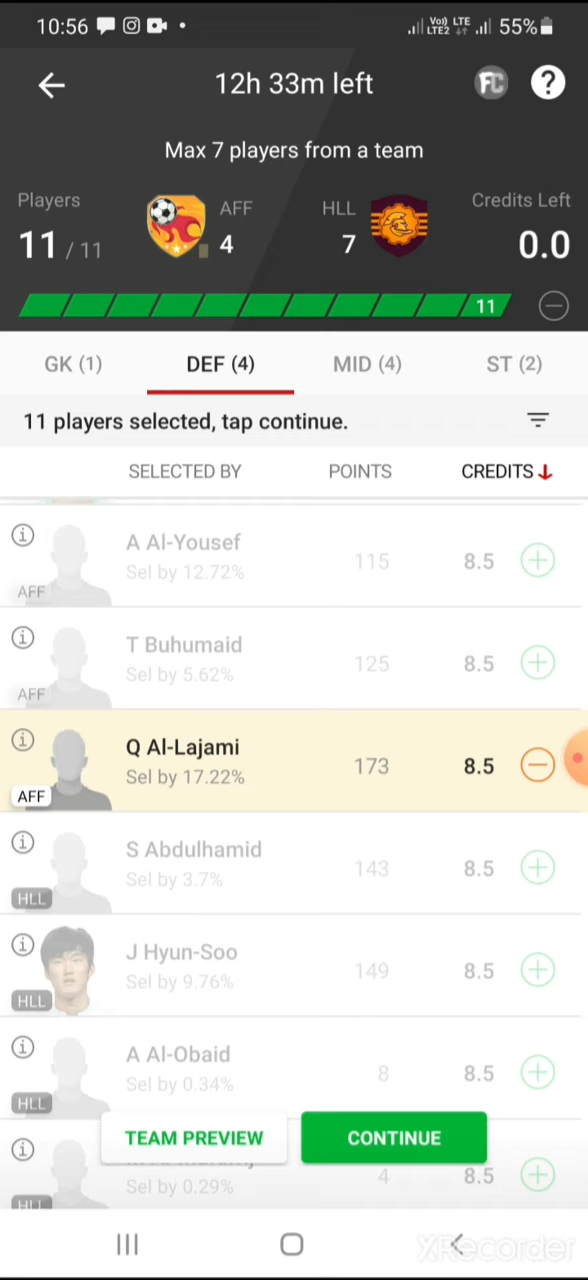 10:56
Vo)) LTE
LTE2
55%
12h 33m left
FC
?
Max 7 players from a team
Players
AFF
HLL
Credits Left
11 / 11
4
7
0.0
11
GK (1)
DEF (4)
MID (4)
ST (2)
11 players selected, tap continue.
SELECTED BY
POINTS
CREDITS
A Al-Yousef
Sel by 12.72%
115
8.5
AFF
T Buhumaid
Sel by 5.62%
125
8.5
AFF
Q Al-Lajami
Sel by 17.22%
173
8.5
AFF
S Abdulhamid
Sel by 3.7%
143
8.5
HLL
J Hyun-Soo
Sel by 9.76%
149
8.5
HLL
A Al-Obaid
Sel by 0.34%
8
8.5
HLL
TEAM PREVIEW
CONTINUE
Sel by 0.29%
4
8.5
HLL
XRecorder